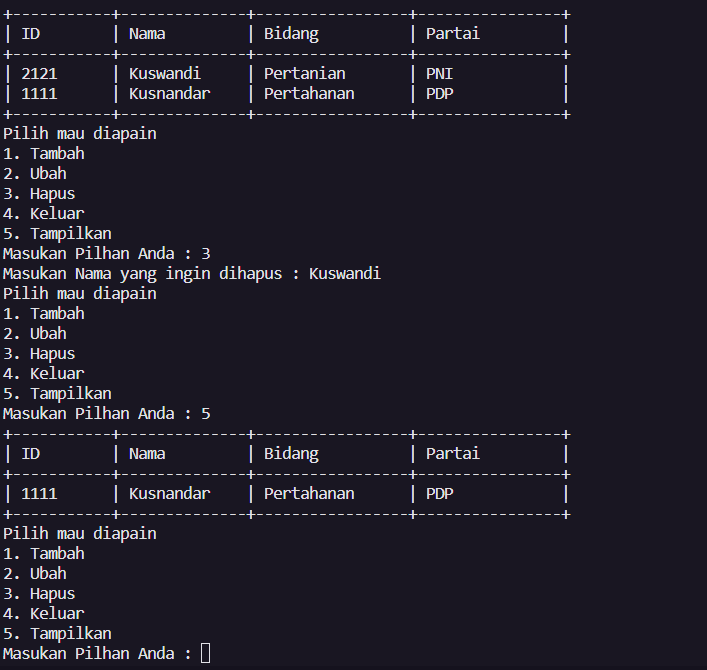 +-----------+--------------+-----------------+----------------+
| ID        | Nama         | Bidang          | Partai         |
+-----------+--------------+-----------------+----------------+
| 2121      | Kuswandi     | Pertanian       | PNI            |
| 1111      | Kusnandar    | Pertahanan      | PDP            |
+-----------+--------------+-----------------+----------------+
Pilih mau diapain
1. Tambah
2. Ubah
3. Hapus
4. Keluar
5. Tampilkan
Masukan Pilhan Anda : 3
Masukan Nama yang ingin dihapus : Kuswandi
Pilih mau diapain
1. Tambah
2. Ubah
3. Hapus
4. Keluar
5. Tampilkan
Masukan Pilhan Anda : 5
+-----------+--------------+-----------------+----------------+
| ID        | Nama         | Bidang          | Partai         |
+-----------+--------------+-----------------+----------------+
| 1111      | Kusnandar    | Pertahanan      | PDP            |
+-----------+--------------+-----------------+----------------+
Pilih mau diapain
1. Tambah
2. Ubah
3. Hapus
4. Keluar
5. Tampilkan
Masukan Pilhan Anda :